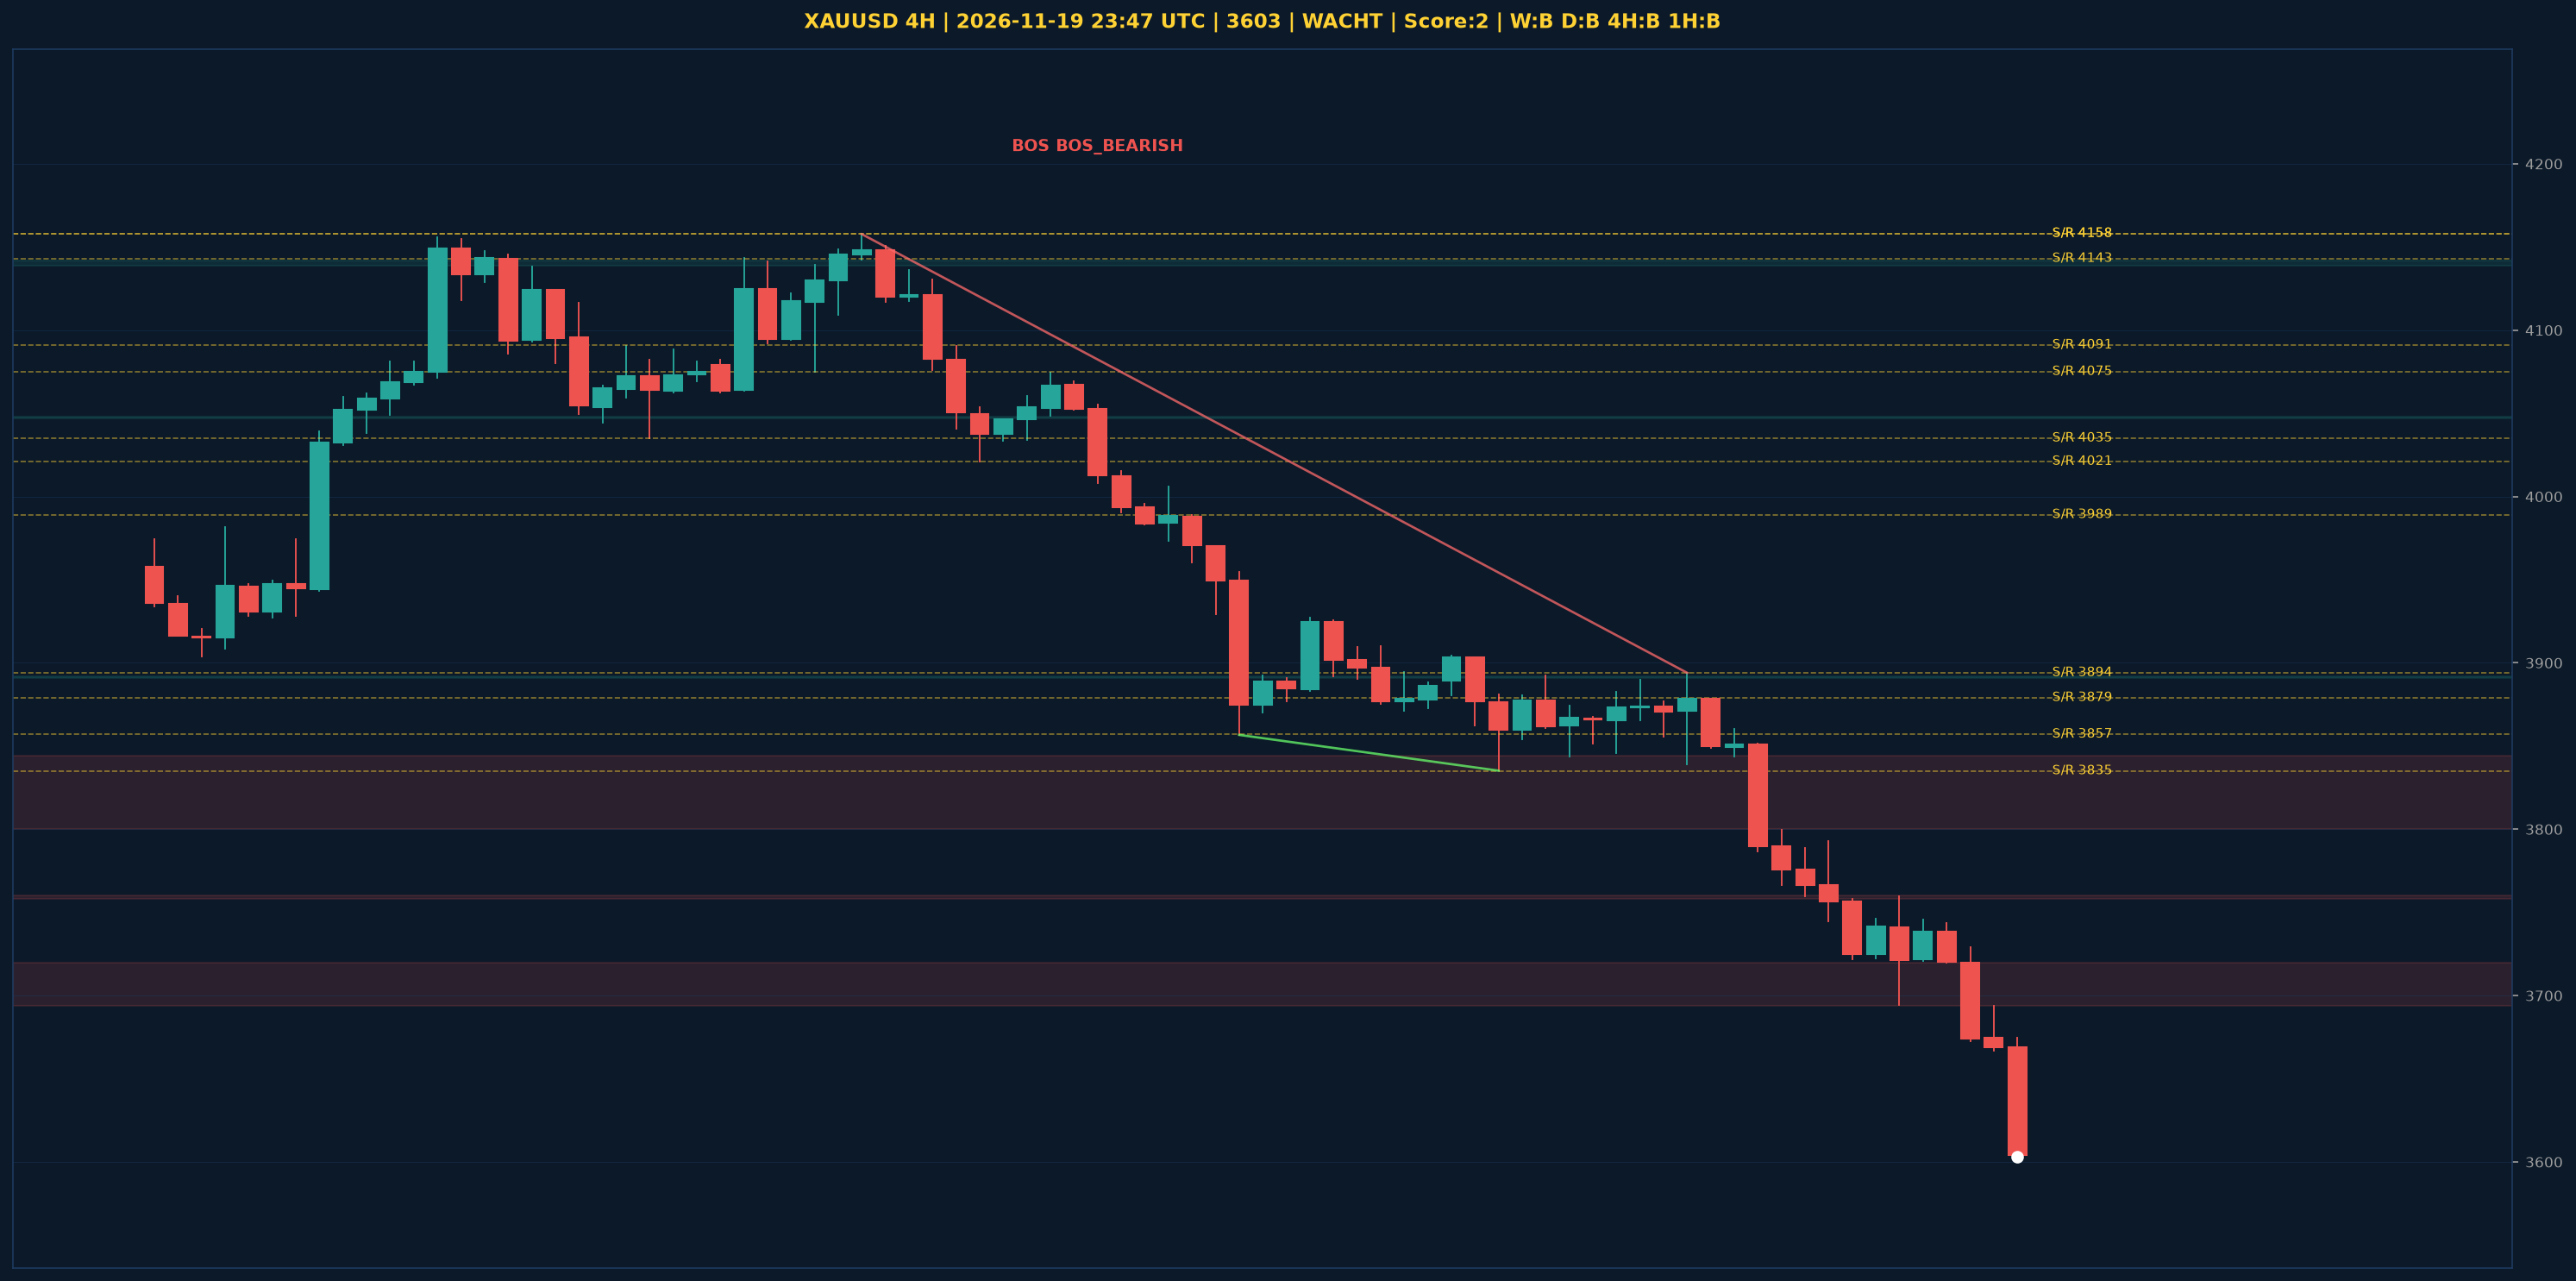 XAUUSD 4H | 2026-11-19 23:47 UTC | 3603 | WACHT | Score:2 | W:B D:B 4H:B 1H:B
BOS BOS_BEARISH
4200
S/R 4158
S/R 4143
4100
S/R 4091
S/R 4075
S/R 4035
S/R 4021
4000
S/R 3989
3900
S/R 3894
S/R 3879
S/R 3857
S/R 3835
3800
3700
3600